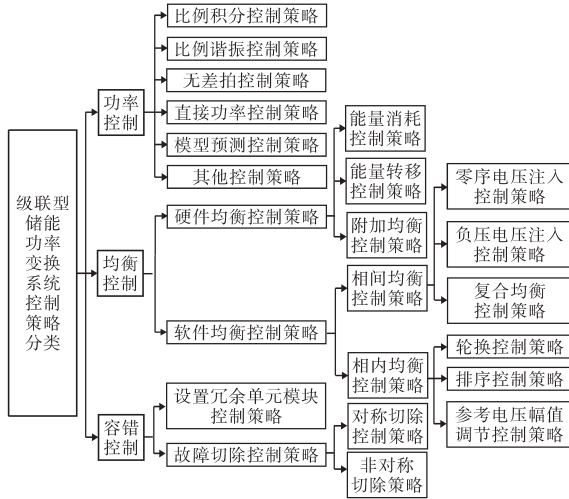 级联型
储能
功率
变换
系统
控制
策略
分类
功率
控制
比例积分控制策略
比例谐振控制策略
无差拍控制策略
直接功率控制策略
模型预测控制策略
其他控制策略
均衡
控制
硬件均衡控制策略
能量消耗
控制策略
能量转移
控制策略
附加均衡
控制策略
软件均衡控制策略
相间均衡
控制策略
零序电压注入
控制策略
负压电压注入
控制策略
复合均衡
控制策略
相内均衡
控制策略
轮换控制策略
排序控制策略
参考电压幅值
调节控制策略
容错
控制
设置冗余单元模块
控制策略
故障切除控制策略
对称切除
控制策略
非对称
切除策略